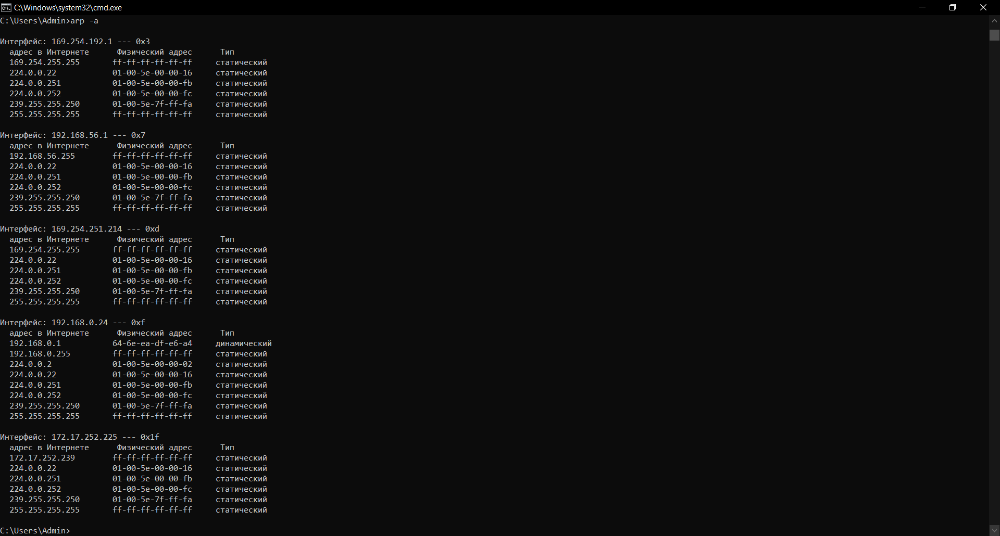 C:\Windows\system32\cmd.exe
C:\Users\Admin>arp -a
Интерфейс: 169.254.192.1 --- 0x3
адрес в Интернете Физический адрес Тип
169.254.255.255 ff-ff-ff-ff-ff-ff статический
224.0.0.22 01-00-5e-00-00-16 статический
224.0.0.251 01-00-5e-00-00-fb статический
224.0.0.252 01-00-5e-00-00-fc статический
239.255.255.250 01-00-5e-7f-ff-fa статический
255.255.255.255 ff-ff-ff-ff-ff-ff статический
Интерфейс: 192.168.56.1 --- 0x7
адрес в Интернете Физический адрес Тип
192.168.56.255 ff-ff-ff-ff-ff-ff статический
224.0.0.22 01-00-5e-00-00-16 статический
224.0.0.251 01-00-5e-00-00-fb статический
224.0.0.252 01-00-5e-00-00-fc статический
239.255.255.250 01-00-5e-7f-ff-fa статический
255.255.255.255 ff-ff-ff-ff-ff-ff статический
Интерфейс: 169.254.251.214 --- 0xd
адрес в Интернете Физический адрес Тип
169.254.255.255 ff-ff-ff-ff-ff-ff статический
224.0.0.22 01-00-5e-00-00-16 статический
224.0.0.251 01-00-5e-00-00-fb статический
224.0.0.252 01-00-5e-00-00-fc статический
239.255.255.250 01-00-5e-7f-ff-fa статический
255.255.255.255 ff-ff-ff-ff-ff-ff статический
Интерфейс: 192.168.0.24 --- 0xf
адрес в Интернете Физический адрес Тип
192.168.0.1 64-6e-ea-df-e6-a4 динамический
192.168.0.255 ff-ff-ff-ff-ff-ff статический
224.0.0.2 01-00-5e-00-00-02 статический
224.0.0.22 01-00-5e-00-00-16 статический
224.0.0.251 01-00-5e-00-00-fb статический
224.0.0.252 01-00-5e-00-00-fc статический
239.255.255.250 01-00-5e-7f-ff-fa статический
255.255.255.255 ff-ff-ff-ff-ff-ff статический
Интерфейс: 172.17.252.225 --- 0x1f
адрес в Интернете Физический адрес Тип
172.17.252.239 ff-ff-ff-ff-ff-ff статический
224.0.0.22 01-00-5e-00-00-16 статический
224.0.0.251 01-00-5e-00-00-fb статический
224.0.0.252 01-00-5e-00-00-fc статический
239.255.255.250 01-00-5e-7f-ff-fa статический
255.255.255.255 ff-ff-ff-ff-ff-ff статический
C:\Users\Admin>